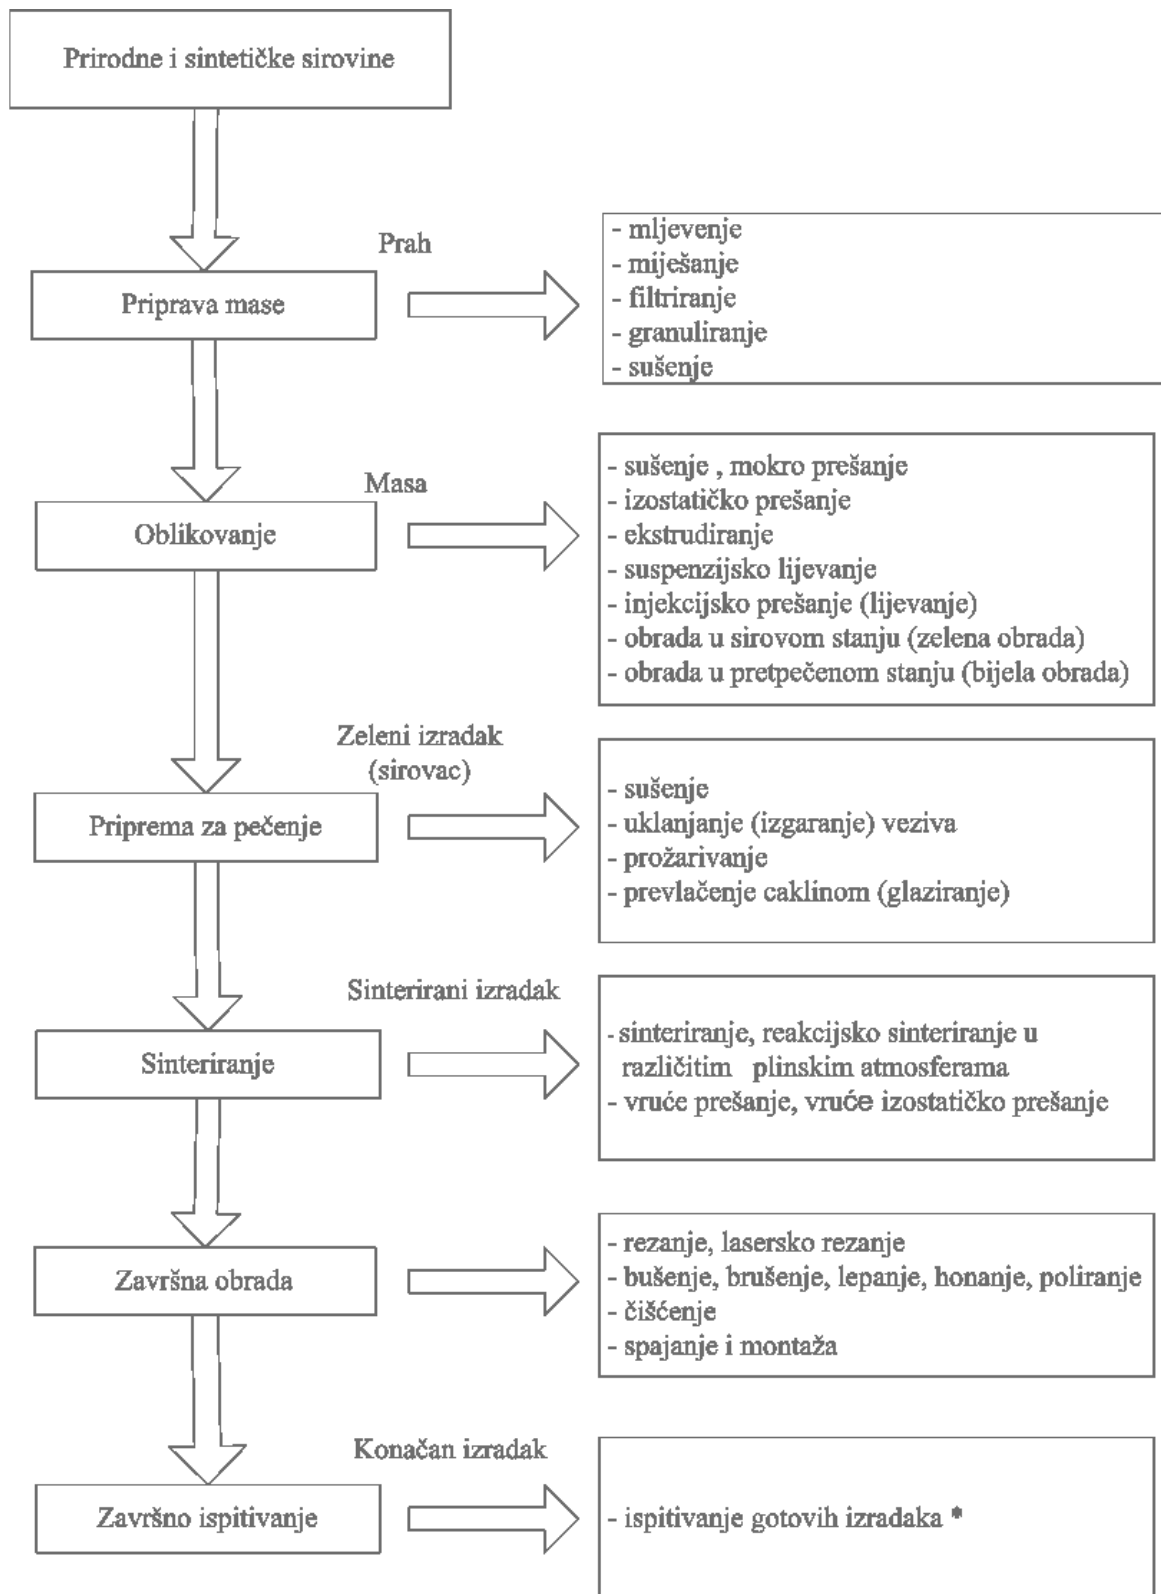 Prirodne i sintetičke sirovine
Prah
Priprava mase
- mljevenje
- miješanje
- filtriranje
- granuliranje
- sušenje
Masa
Oblikovanje
- sušenje , mokro prešanje
- izostatičko prešanje
- ekstrudiranje
- suspenzijsko lijevanje
- injekcijsko prešanje (lijevanje)
- obrada u sirovom stanju (zelena obrada)
- obrada u pretpečenom stanju (bijela obrada)
Zeleni izradak
(sirovac)
Priprema za pečenje
- sušenje
- uklanjanje (izgaranje) veziva
- prožarivanje
- prevlačenje caklinom (glaziranje)
Sinterirani izradak
Sinteriranje
- sinteriranje, reakcijsko sinteriranje u
različitim plinskim atmosferama
- vruće prešanje, vruće izostatičko prešanje
Završna obrada
- rezanje, lasersko rezanje
- bušenje, brušenje, lepanje, honanje, poliranje
- čišćenje
- spajanje i montaža
Konačan izradak
Završno ispitivanje
- ispitivanje gotovih izradaka *